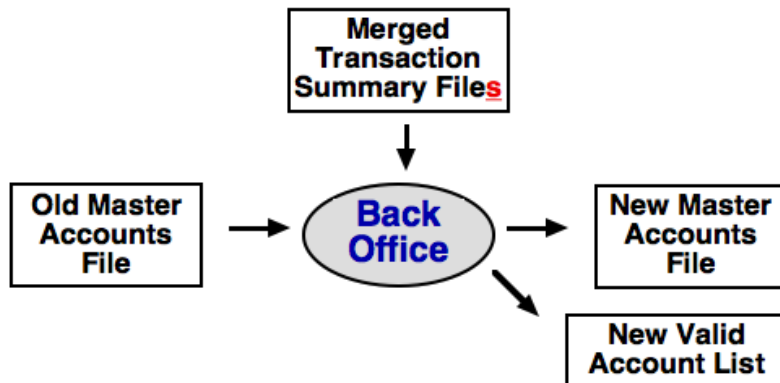 Merged
Transaction
Summary Files
Old Master
Accounts
File
Back
Office
New Master
Accounts
File
New Valid
Account List